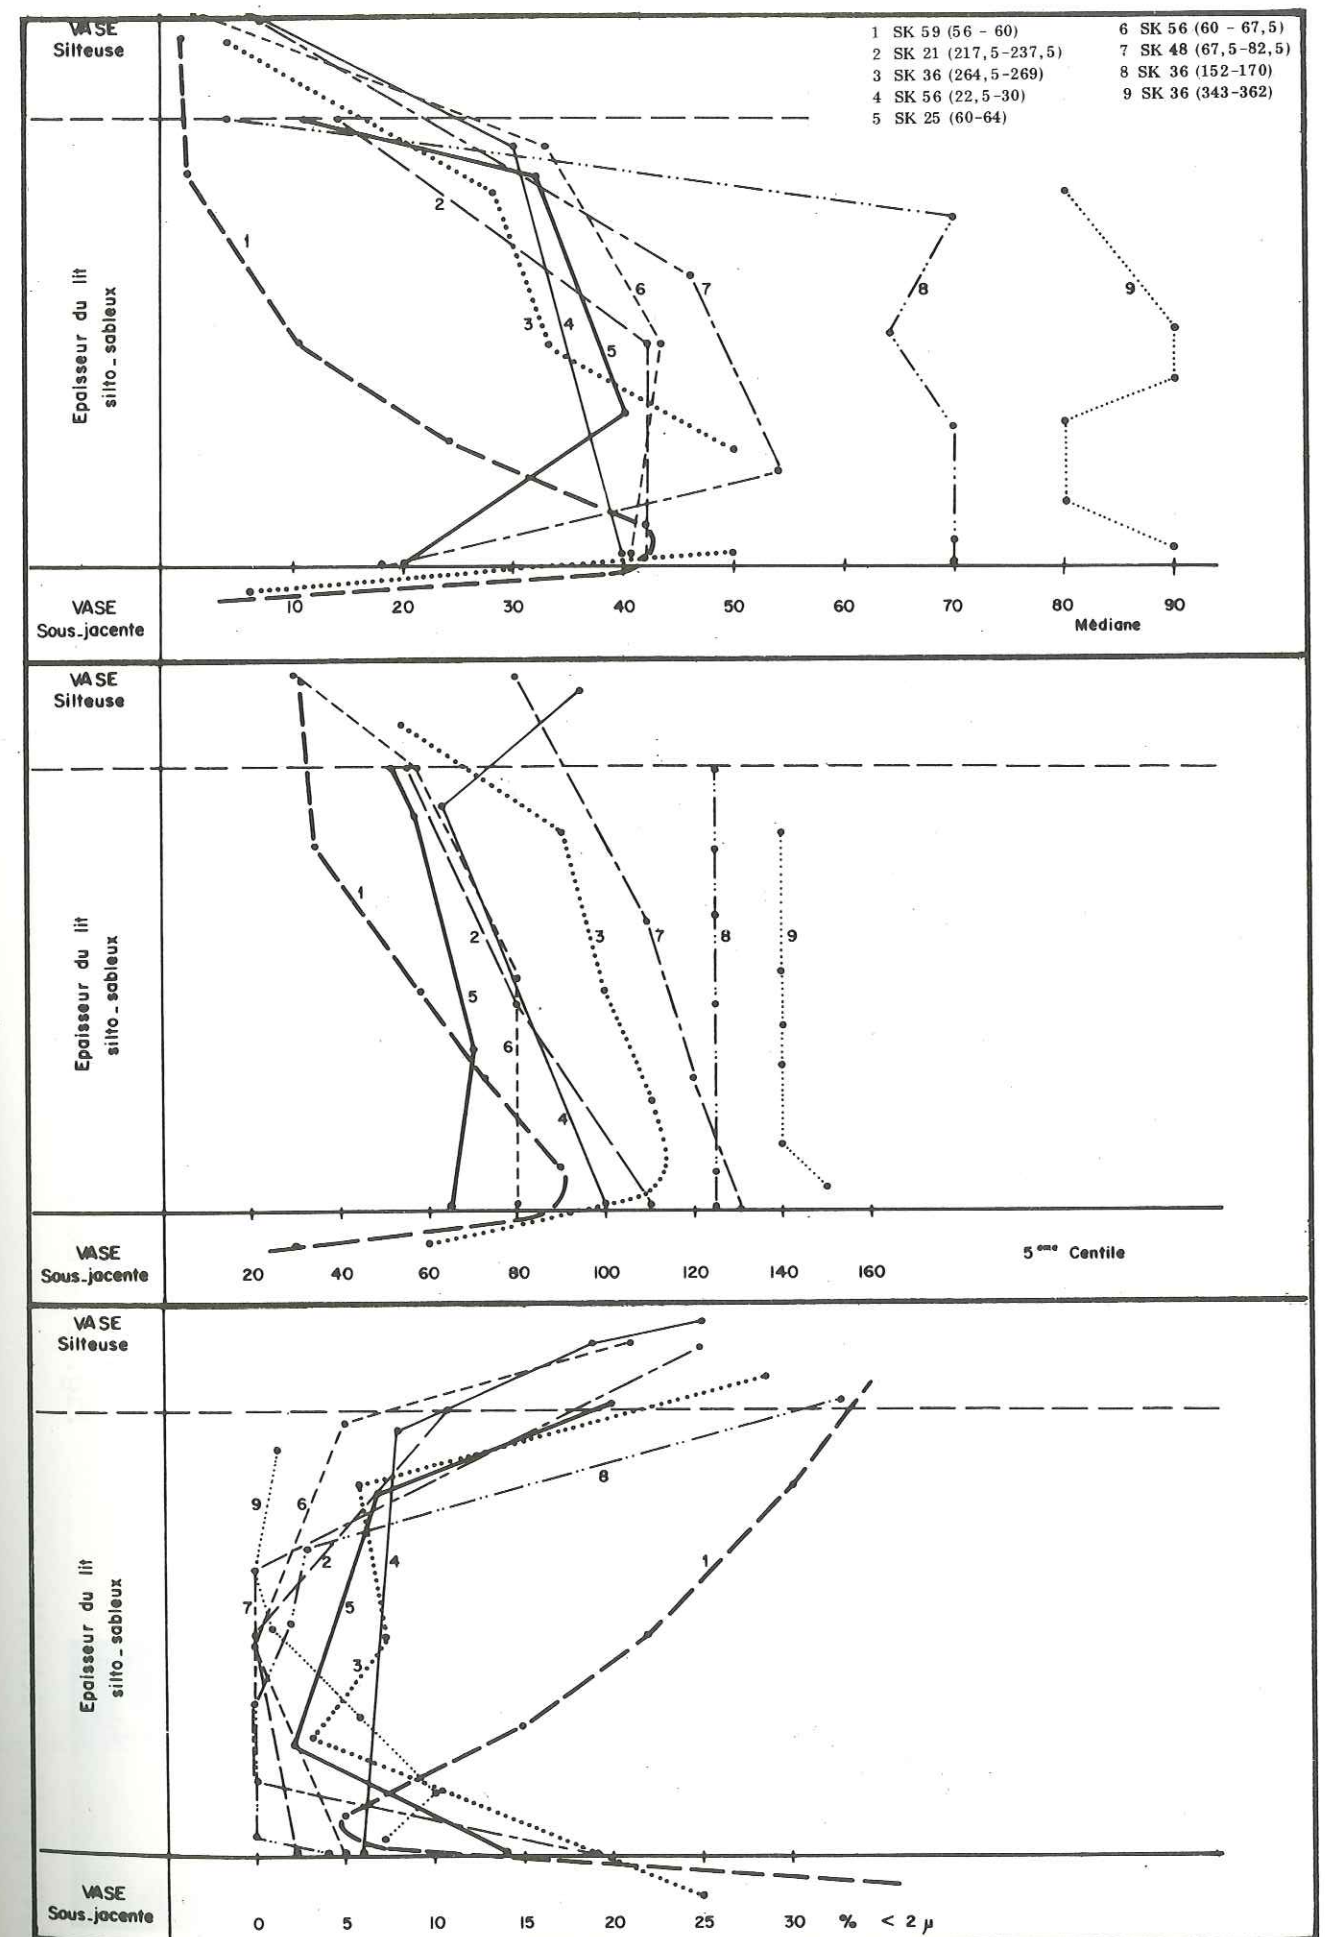 1 SK 59 (56 - 60)
2 SK 21 (217,5-237,5)
3 SK 36 (264,5-269)
4 SK 56 (22,5-30)
5 SK 25 (60-64)
6 SK 56 (60 - 67,5)
7 SK 48 (67,5-82,5)
8 SK 36 (152-170)
9 SK 36 (343-362)
VASE
Silteuse
Epaisseur du lit
silto_sableux
1
2
3
4
5
6
7
8
9
VASE
Sous_jacente
10 20 30 40 50 60 70 80 90
Médiane
VASE
Silteuse
Epaisseur du lit
silto_sableux
1
2
3
7
8
9
5
6
4
VASE
Sous_jacente
5 eme Centile
20 40 60 80 100 120 140 160
VASE
Silteuse
Epaisseur du lit
silto_sableux
8
9
6
2
4
1
7
5
3
VASE
Sous_jacente
0 5 10 15 20 25 30 % < 2 µ